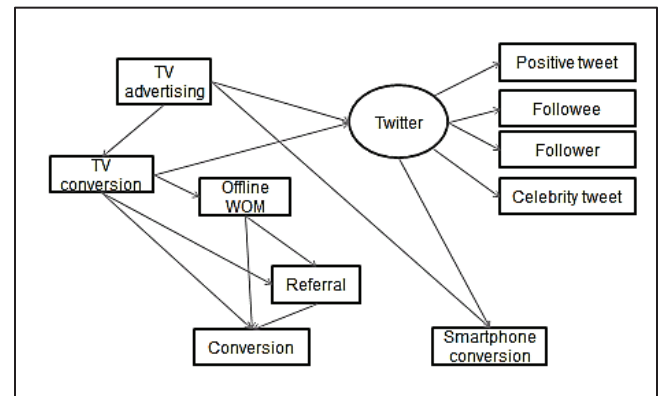 TV
advertising
Positive tweet
Followee
Twitter
Follower
TV
conversion
Offline
WOM
Celebrity tweet
Referral
Conversion
Smartphone
conversion